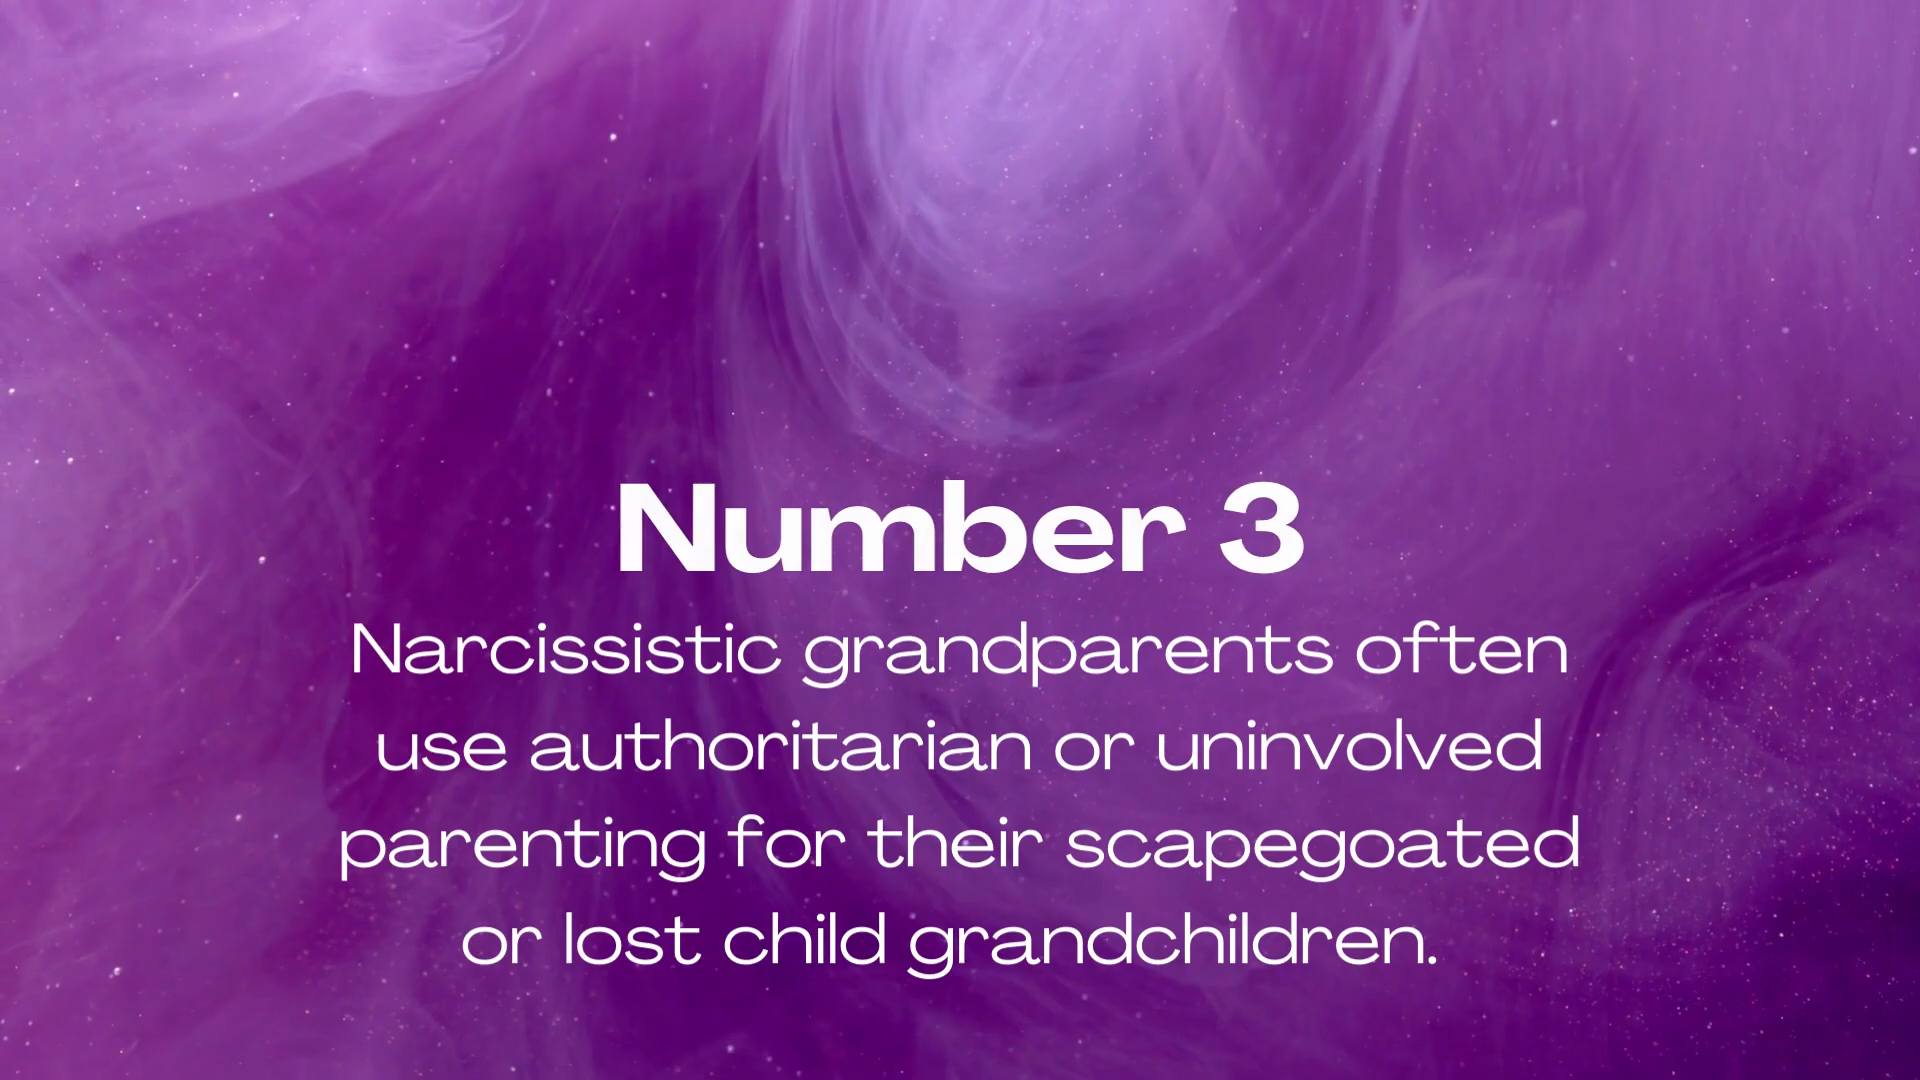 Number 3
Narcissistic grandparents often
use authoritarian or uninvolved
parenting for their scapegoated
or lost child grandchildren.